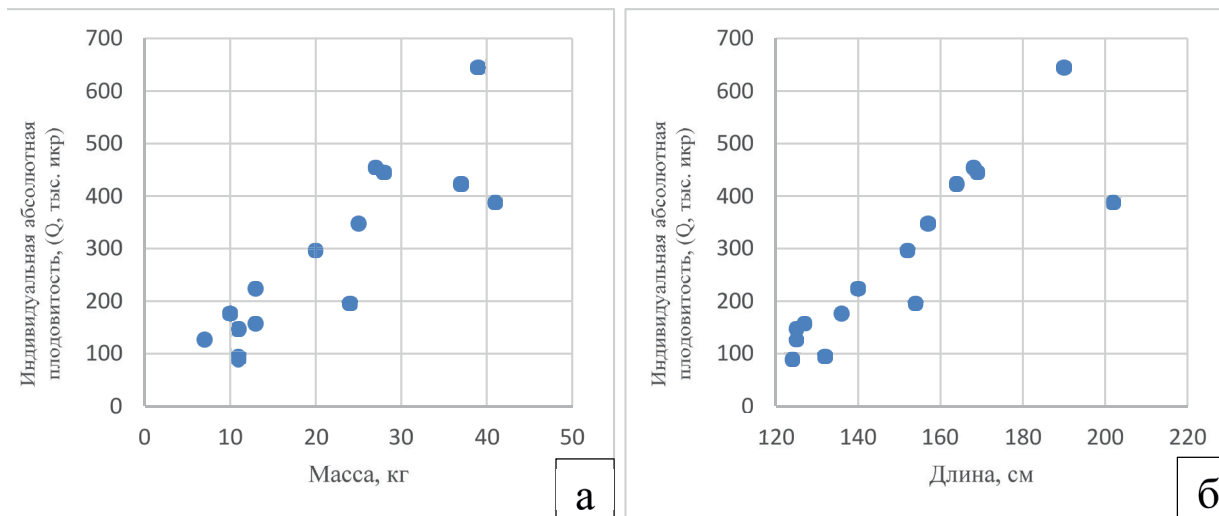 700
600
500
400
300
200
100
0
0 10 20 30 40 50
Индивидуальная абсолютная
плодовитость, (Q, тыс. икр)
Масса, кг
а
700
600
500
400
300
200
100
0
120 140 160 180 200 220
Индивидуальная абсолютная
плодовитость, (Q, тыс. икр)
Длина, см
б